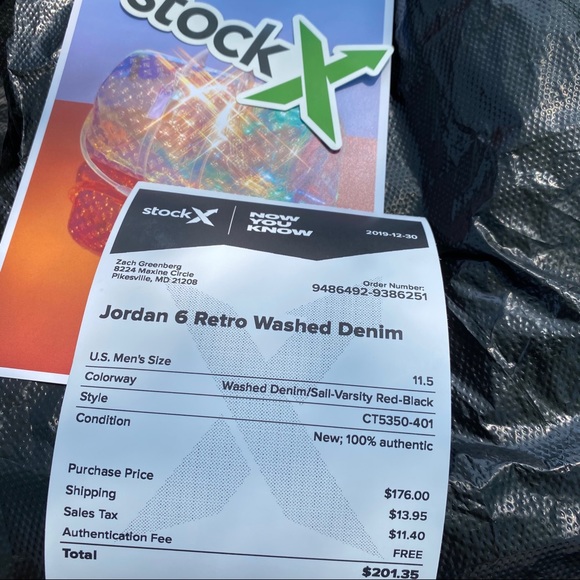 stockX
stockX | NOW
YOU
KNOW
2019-12-30
Zach Greenberg
8224 Maxine Circle
Pikesville, MD 21208
Order Number:
9486492-9386251
Jordan 6 Retro Washed Denim
U.S. Men's Size 11.5
Colorway Washed Denim/Sail-Varsity Red-Black
Style CT5350-401
Condition New; 100% authentic
Purchase Price $176.00
Shipping $13.95
Sales Tax $11.40
Authentication Fee FREE
Total $201.35